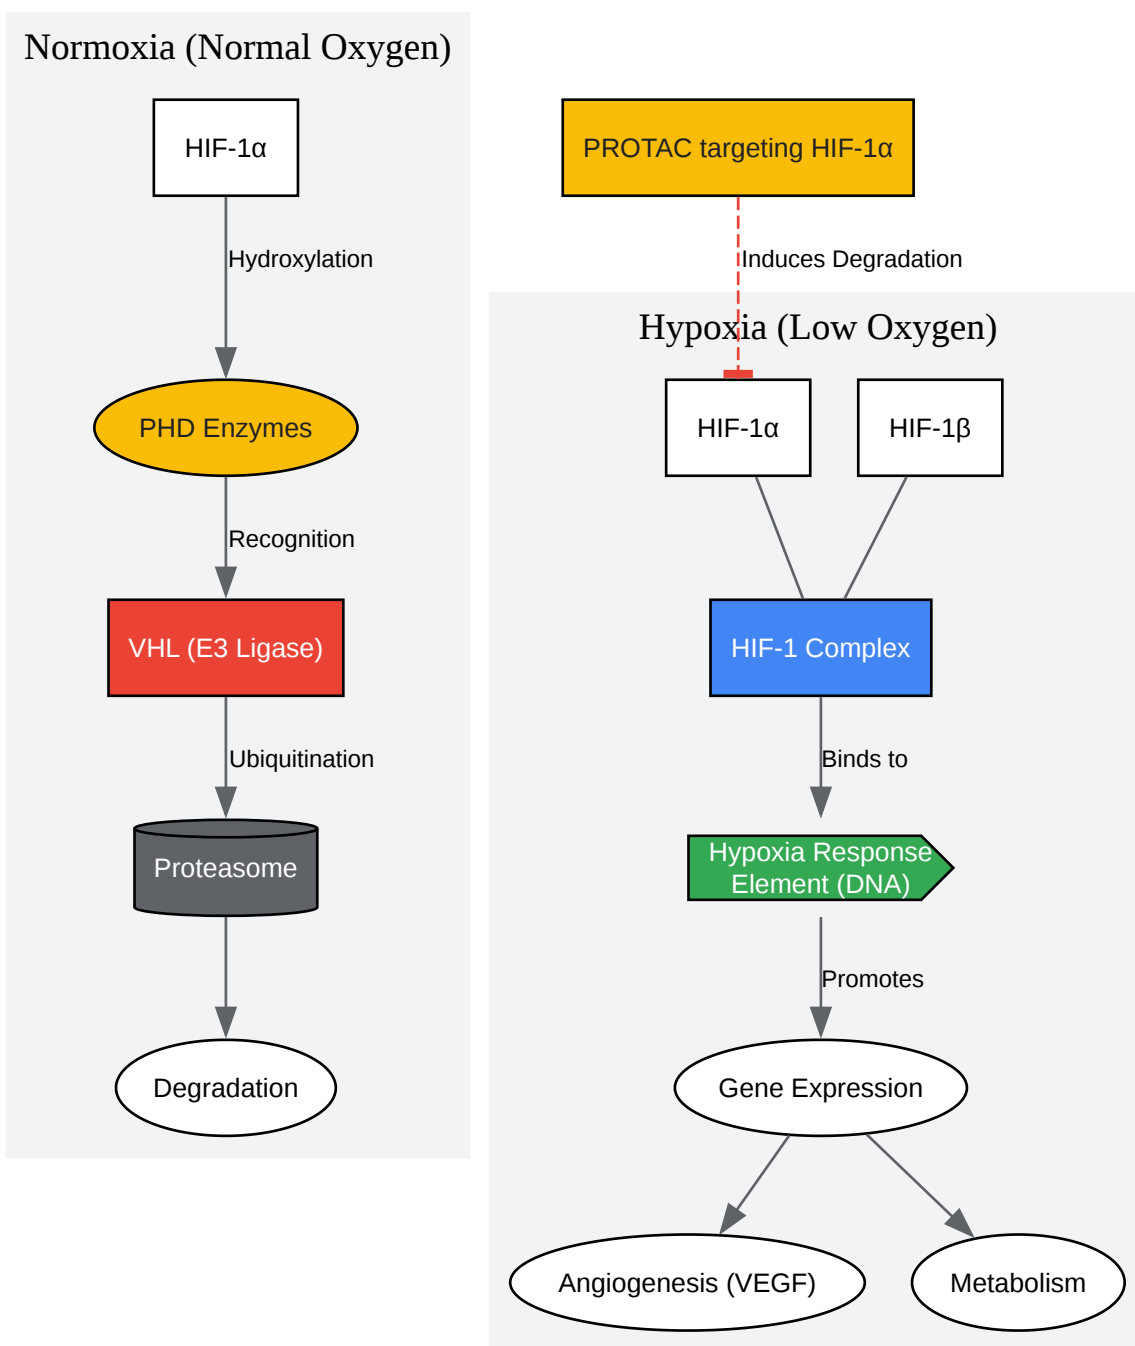 Normoxia (Normal Oxygen)
HIF-1α
Hydroxylation
PHD Enzymes
Recognition
VHL (E3 Ligase)
Ubiquitination
Proteasome
Degradation
PROTAC targeting HIF-1α
Induces Degradation
Hypoxia (Low Oxygen)
HIF-1α
HIF-1β
HIF-1 Complex
Binds to
Hypoxia Response
Element (DNA)
Promotes
Gene Expression
Angiogenesis (VEGF)
Metabolism